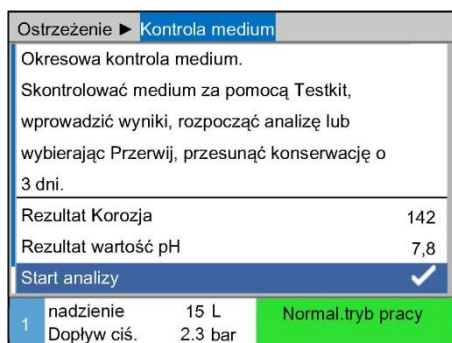 Ostrzeżenie ► Kontrola medium
Okresowa kontrola medium.
Skontrolować medium za pomocą Testkit,
wprowadzić wyniki, rozpocząć analizę lub
wybierając Przerwij, przesunąć konserwację o
3 dni.
Rezultat Korozja 142
Rezultat wartość pH 7,8
Start analizy ✓
1 nadzienie 15 L Normal.tryb pracy
Dopływ ciś. 2.3 bar